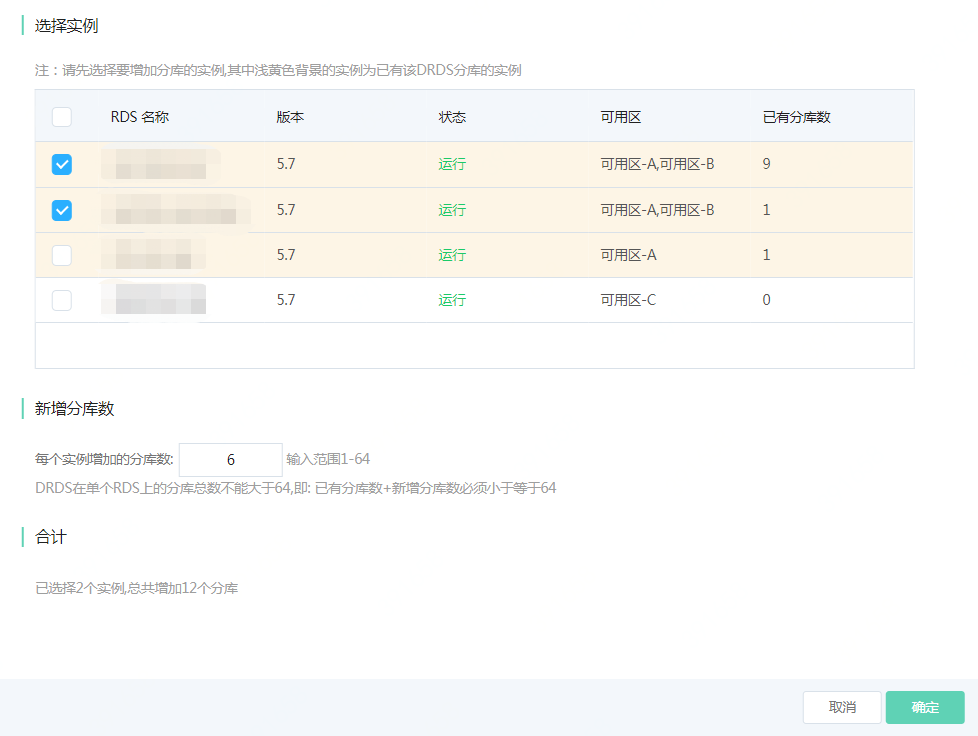 选择实例
注：请先选择要增加分库的实例,其中浅黄色背景的实例为已有该DRDS分库的实例
RDS 名称 版本 状态 可用区 已有分库数
5.7 运行 可用区-A,可用区-B 9
5.7 运行 可用区-A,可用区-B 1
5.7 运行 可用区-A 1
5.7 运行 可用区-C 0
新增分库数
每个实例增加的分库数: 6 输入范围1-64
DRDS在单个RDS上的分库总数不能大于64,即: 已有分库数+新增分库数必须小于等于64
合计
已选择2个实例,总共增加12个分库
取消 确定